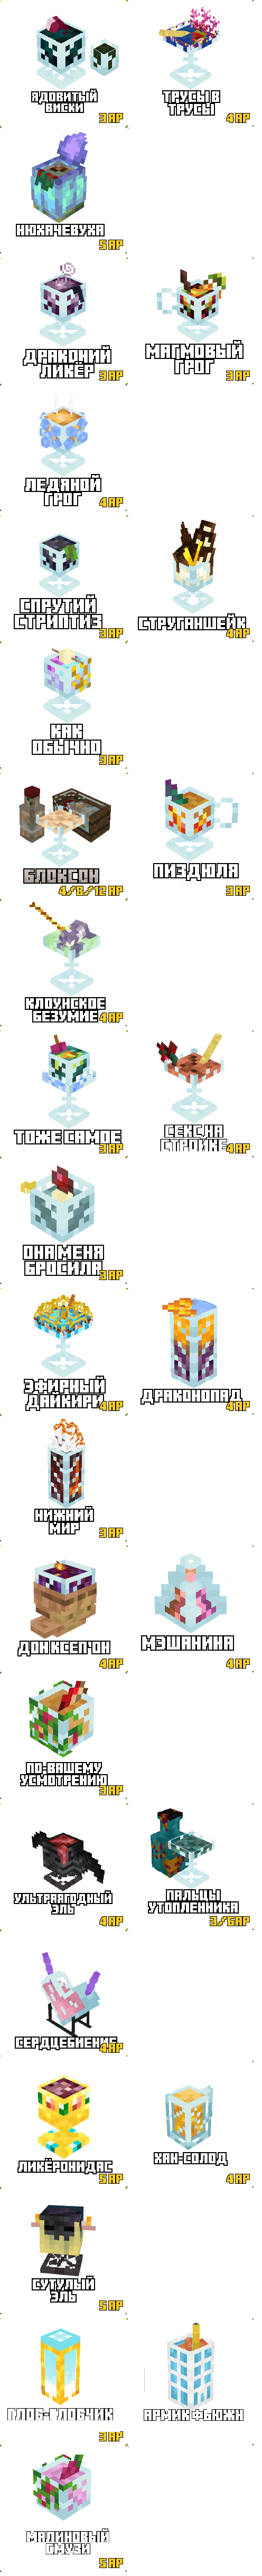 ЯДОВИТЫЙ
ВИСКИ
3 АР
ТРУСЫ В
ТРУСЫ
4 АР
НЮХАЧЕВУХА
5 АР
ДРАКОНИЙ
ЛИКЁР
3 АР
МАГМОВЫЙ
ГРОГ
3 АР
ЛЕДЯНОЙ
ГРОГ
4 АР
СПРУТИЙ
СТРИПТИЗ
3 АР
СТРУГАНШЕЙК
4 АР
КАК
ОБЫЧНО
3 АР
БЛОКСОН
4/8/12 АР
ПИЗДЮЛЯ
3 АР
КЛОУНСКОЕ
БЕЗУМИЕ
4 АР
ТОЖЕ САМОЕ
3 АР
СЕКС НА
СТРОЙКЕ
4 АР
ОНА МЕНЯ
БРОСИЛА
3 АР
ЭФИРНЫЙ
ДАЙКИРИ
4 АР
ДРАКОНОПАД
4 АР
НИЖНИЙ
МИР
3 АР
ДОН КСЕП'ОН
4 АР
МЭШАНИНА
4 АР
ПО-ВАШЕМУ
УСМОТРЕНИЮ
3 АР
УЛЬТРАЯГОДНЫЙ
ЭЛЬ
4 АР
ПАЛЬЦЫ
УТОПЛЕННИКА
3/6 АР
СЕРДЦЕБИЕНИЕ
4 АР
ЛИКЁРОНИДАС
5 АР
ХАН-СОЛОД
4 АР
СУТУЛЫЙ
ЭЛЬ
5 АР
3 АР
АРМИК ФЬЮЖН
МАЛИНОВЫЙ
СМУЗИ
5 АР